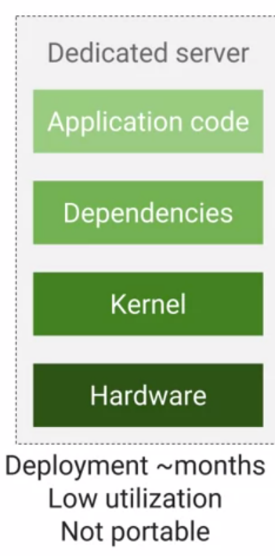 Dedicated server
Application code
Dependencies
Kernel
Hardware
Deployment ~months
Low utilization
Not portable